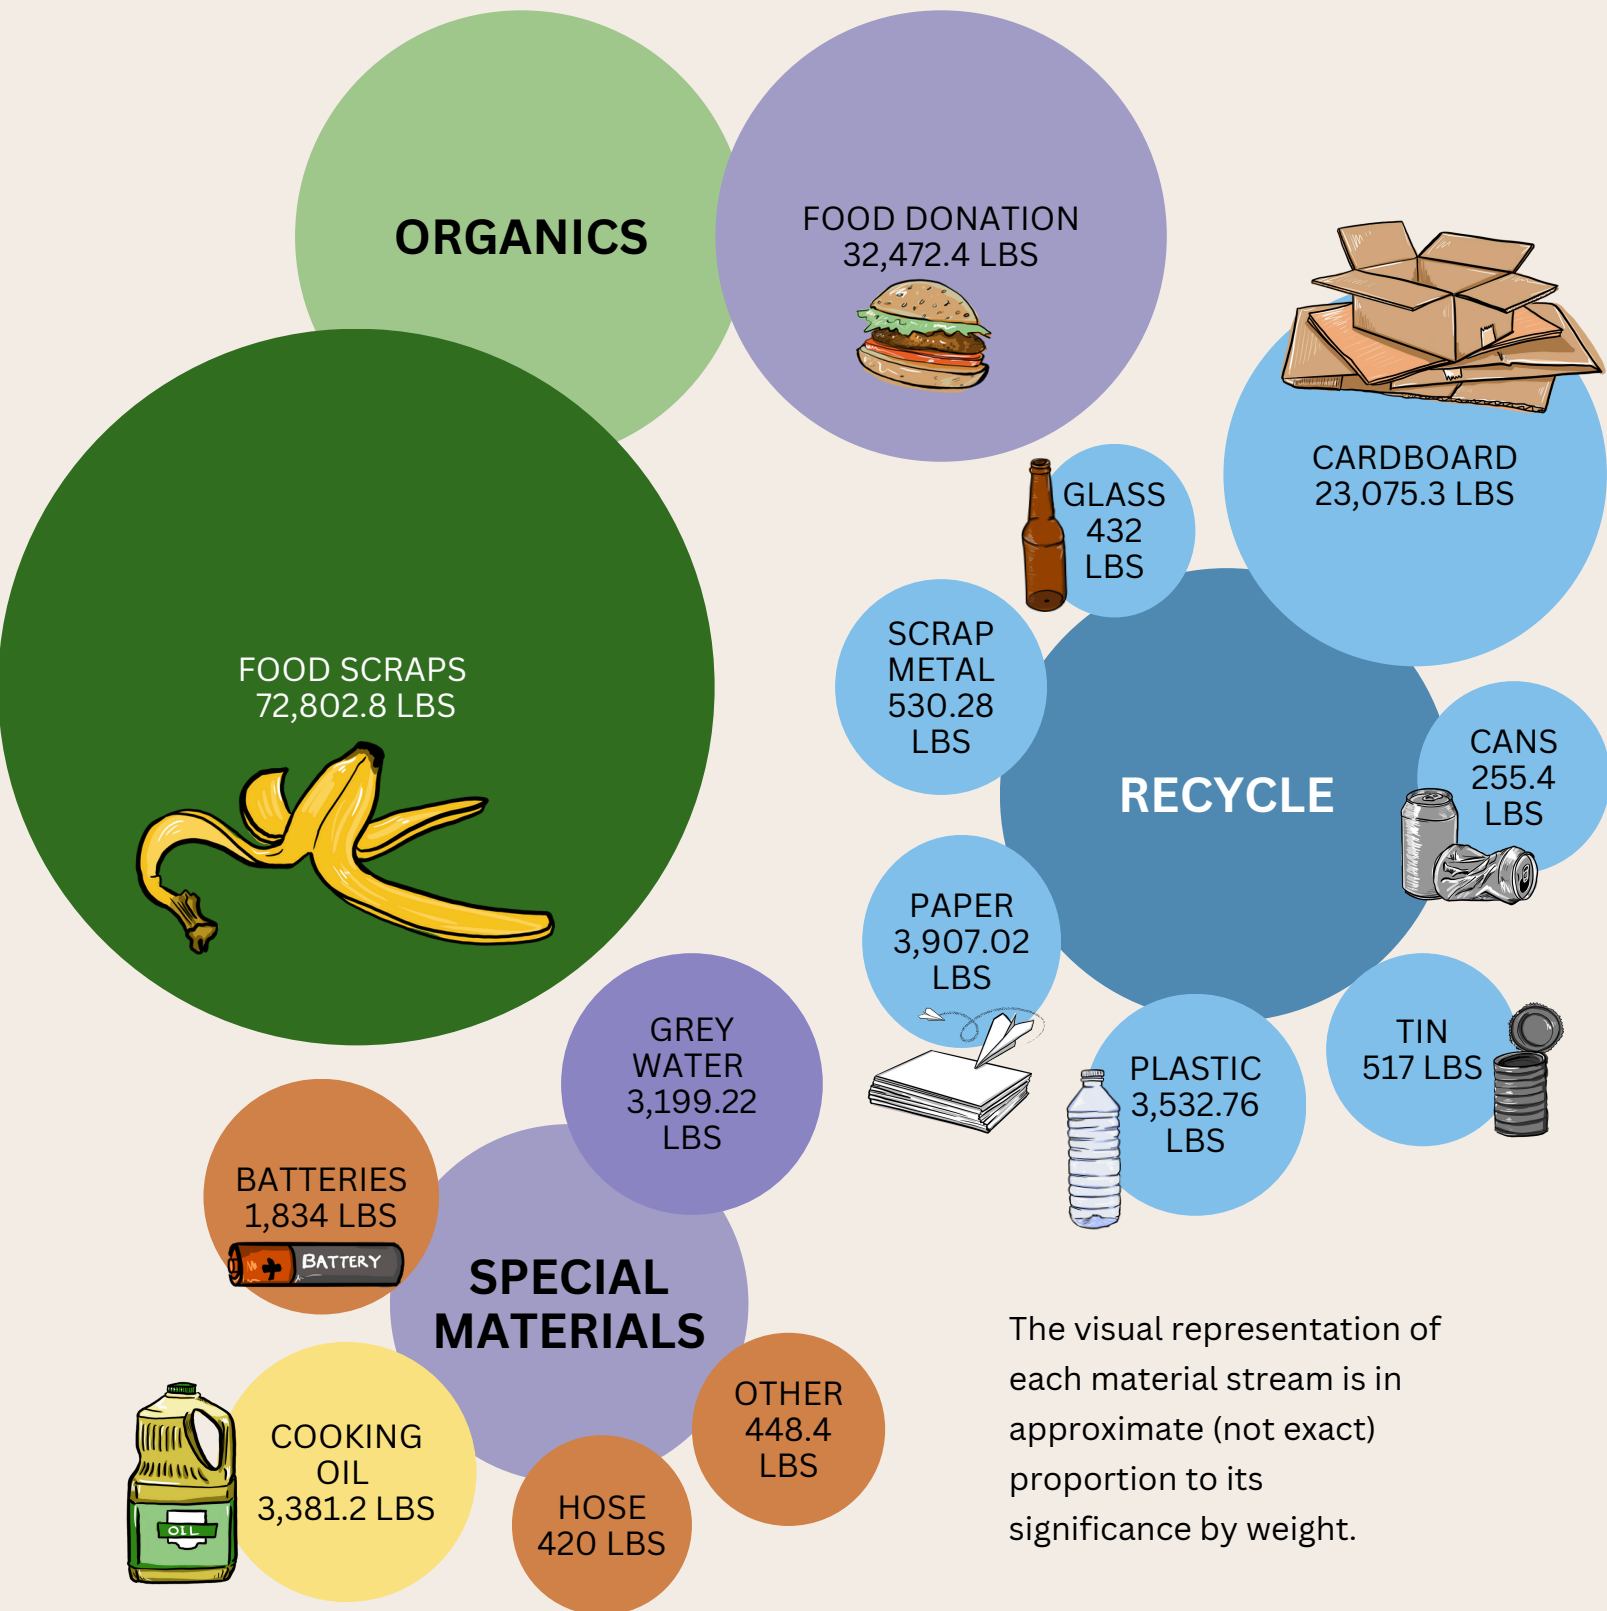 ORGANICS
FOOD DONATION
32,472.4 LBS
CARDBOARD
23,075.3 LBS
GLASS
432
LBS
SCRAP
METAL
530.28
LBS
FOOD SCRAPS
72,802.8 LBS
RECYCLE
CANS
255.4
LBS
PAPER
3,907.02
LBS
TIN
517 LBS
PLASTIC
3,532.76
LBS
GREY
WATER
3,199.22
LBS
BATTERIES
1,834 LBS
BATTERY
SPECIAL
MATERIALS
COOKING
OIL
3,381.2 LBS
OIL
HOSE
420 LBS
OTHER
448.4
LBS
The visual representation of
each material stream is in
approximate (not exact)
proportion to its
significance by weight.